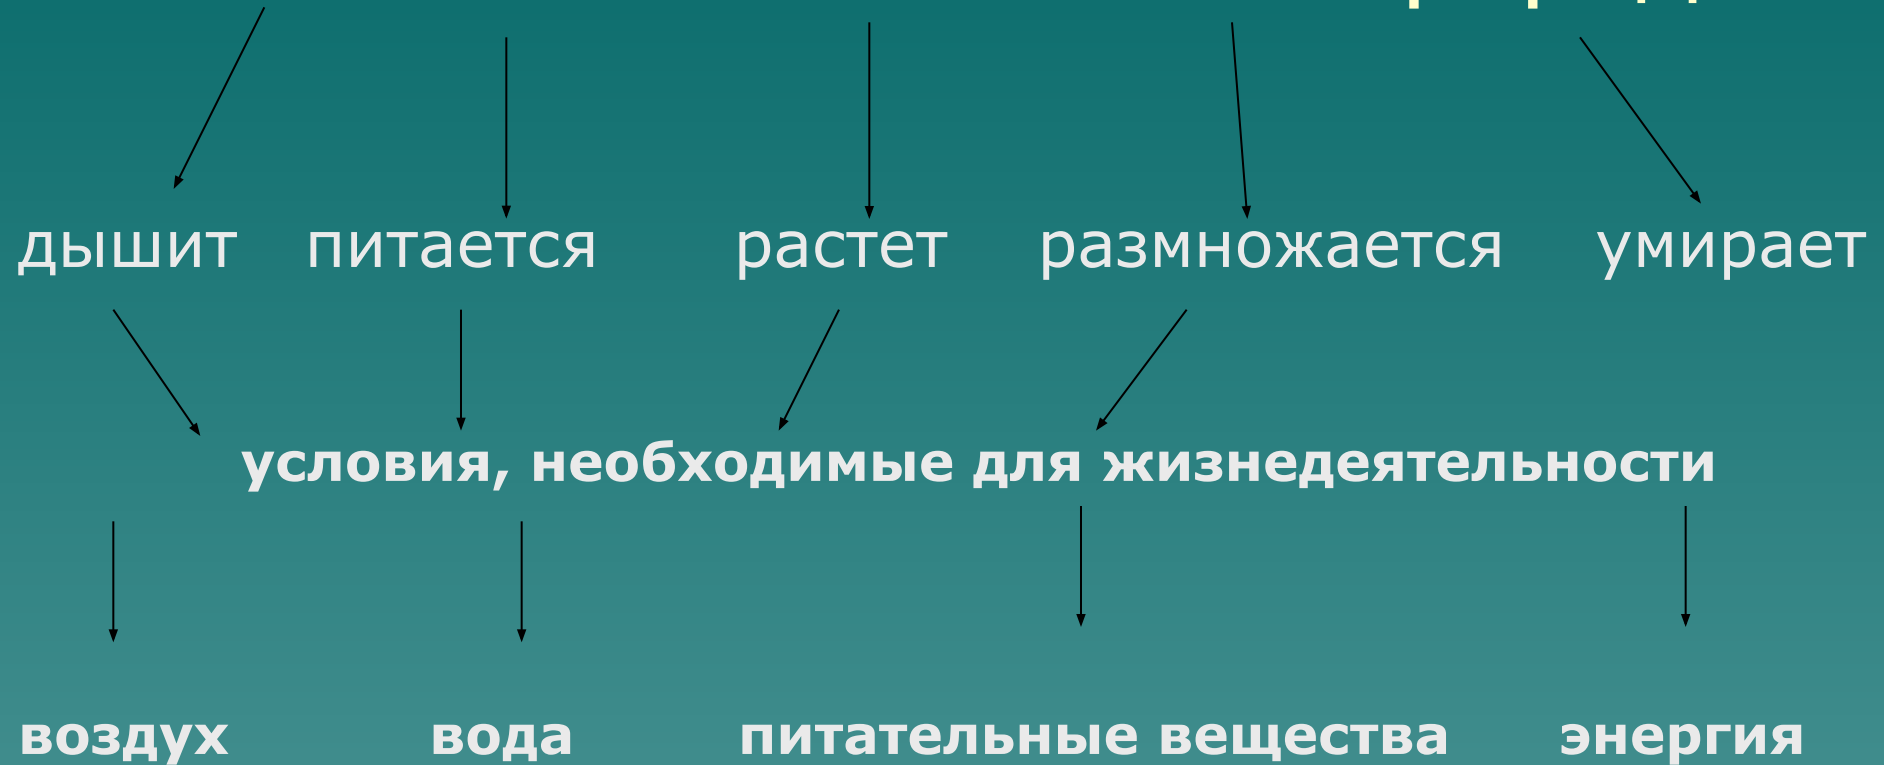 дышит питается растет размножается умирает
условия, необходимые для жизнедеятельности
воздух вода питательные вещества энергия